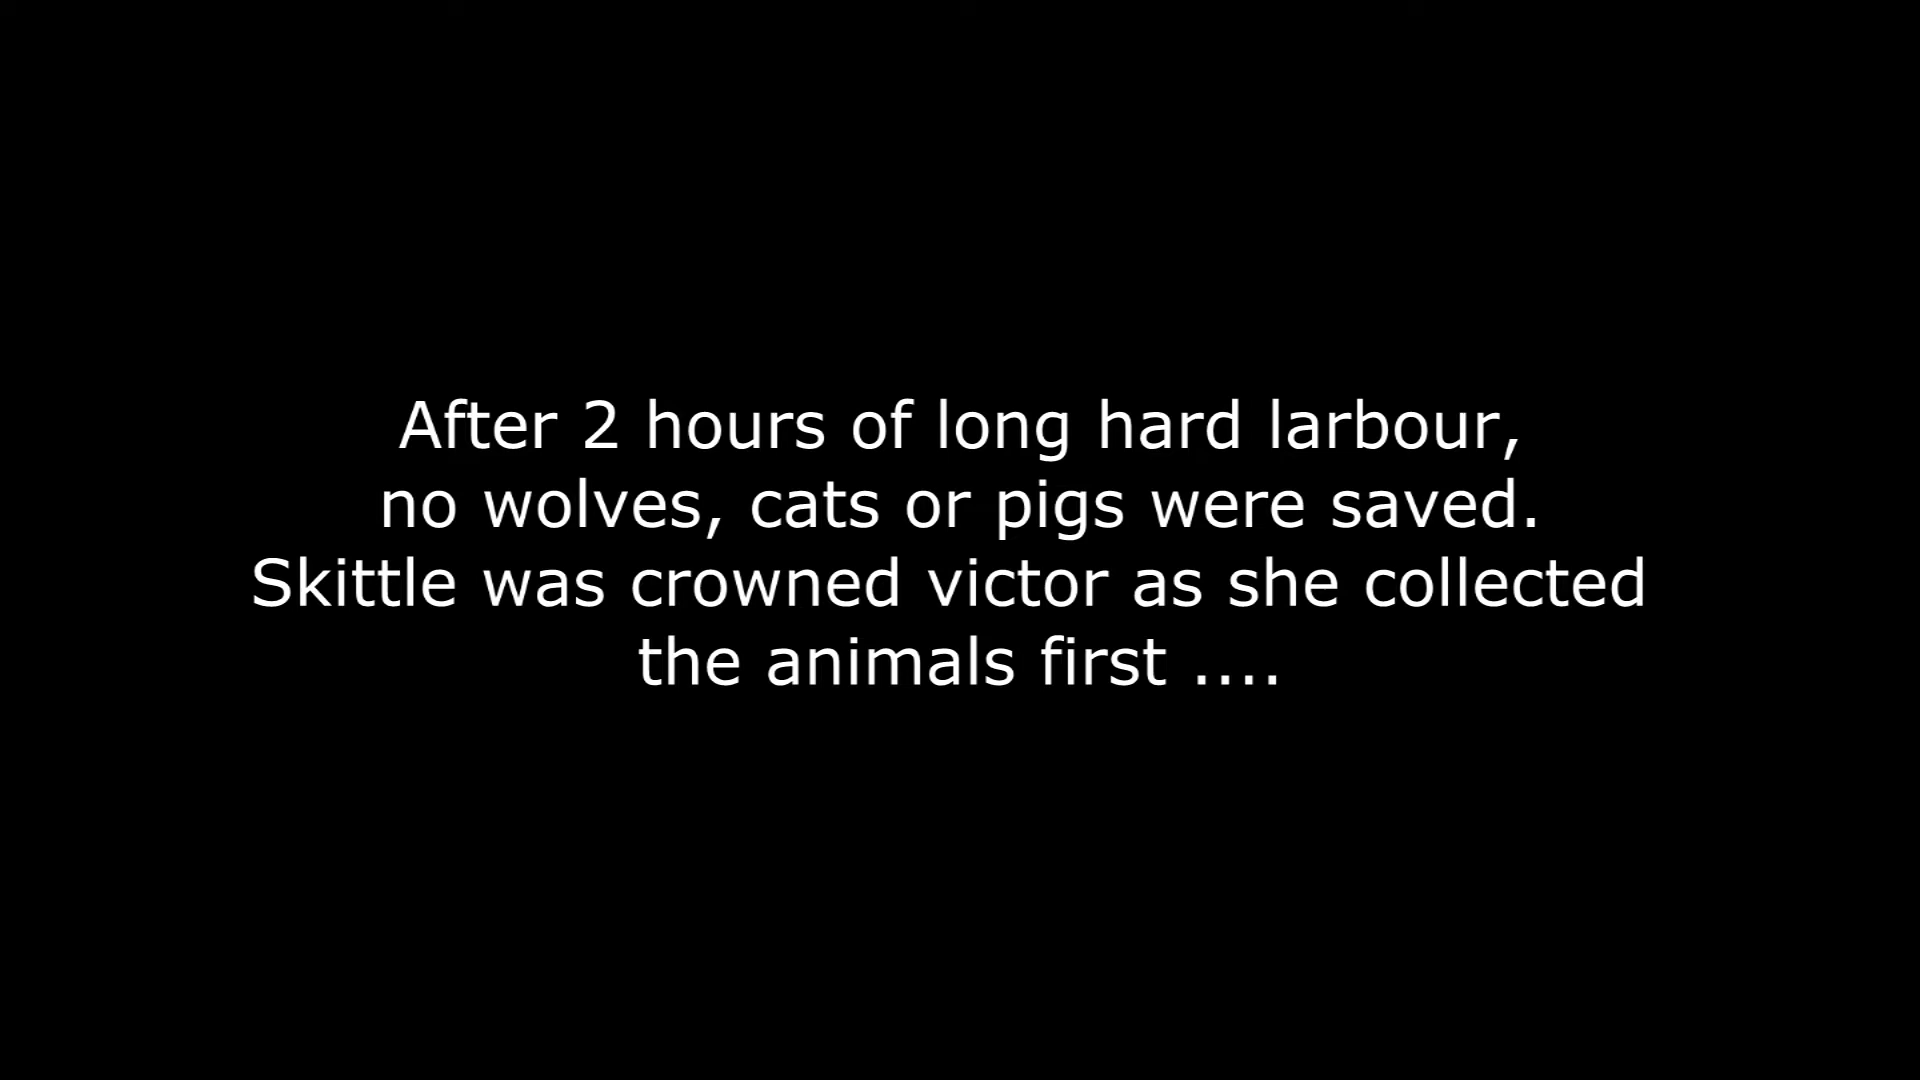 After 2 hours of long hard larbour,
no wolves, cats or pigs were saved.
Skittle was crowned victor as she collected
the animals first ....